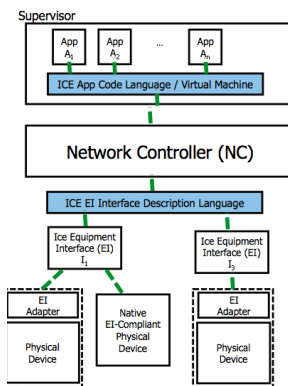 Supervisor
App
A1
App
A2
...
App
An
ICE App Code Language / Virtual Machine
Network Controller (NC)
ICE EI Interface Description Language
Ice Equipment
Interface (EI)
I1
Ice Equipment
Interface (EI)
I3
EI
Adapter
Physical
Device
Native
EI-Compliant
Physical
Device
EI
Adapter
Physical
Device